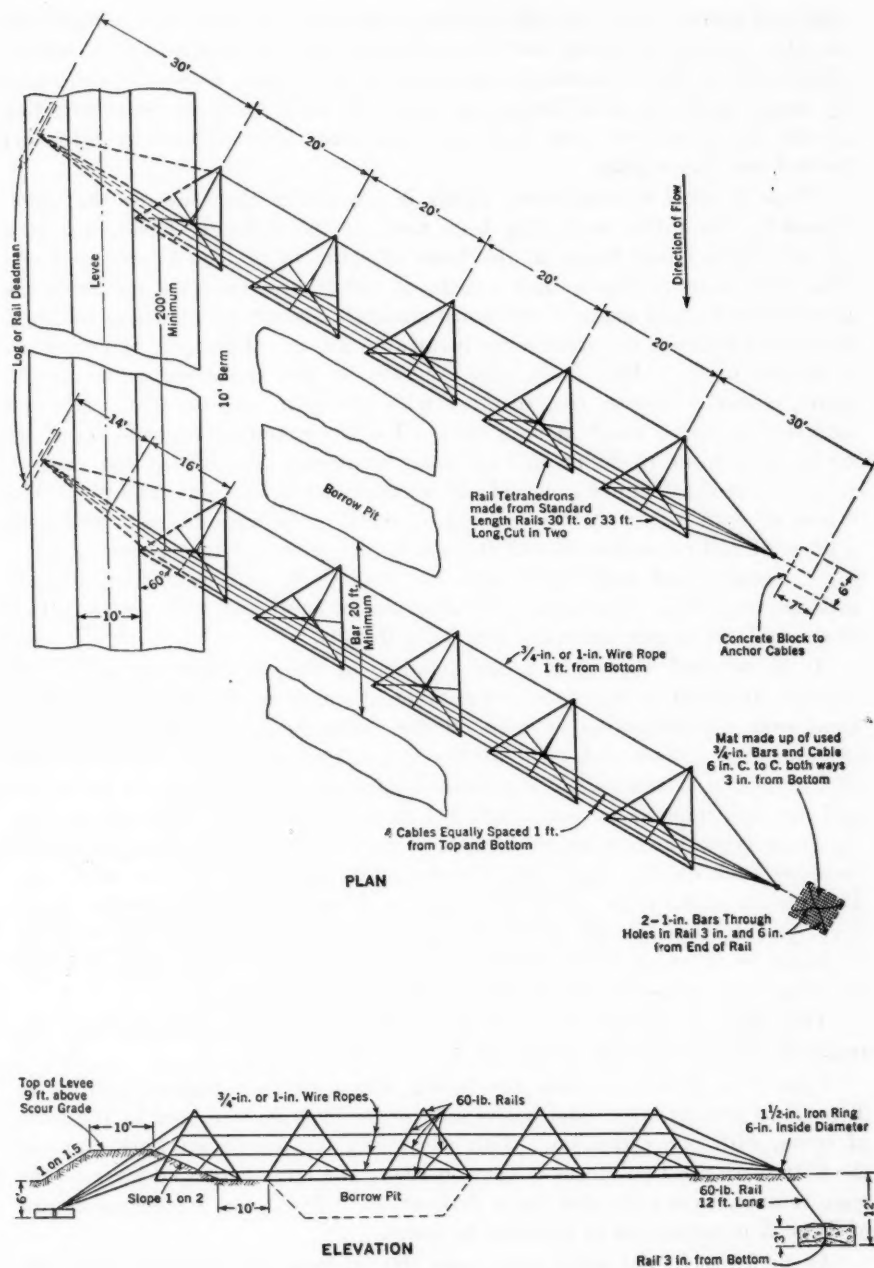 30'
20'
20'
20'
20'
30'
Direction of Flow
Log or Rail Deadman
Levee
200'
Minimum
10' Berm
14'
16'
Borrow Pit
Rail Tetrahedrons
made from Standard
Length Rails 30 ft. or 33 ft.
Long, Cut in Two
6'
7'
Concrete Block to
Anchor Cables
60°
10'
Bar 20 ft.
Minimum
3/4-in. or 1-in. Wire Rope
1 ft. from Bottom
Mat made up of used
3/4-in. Bars and Cable
6 in. C. to C. both ways
3 in. from Bottom
4 Cables Equally Spaced 1 ft.
from Top and Bottom
PLAN
2–1-in. Bars Through
Holes in Rail 3 in. and 6 in.
from End of Rail
Top of Levee
9 ft. above
Scour Grade
10'
3/4-in. or 1-in. Wire Ropes
60-lb. Rails
1 1/2-in. Iron Ring
6-in. Inside Diameter
1 on 1.5
6'
Slope 1 on 2
10'
Borrow Pit
60-lb. Rail
12 ft. Long
12'
3'
ELEVATION
Rail 3 in. from Bottom